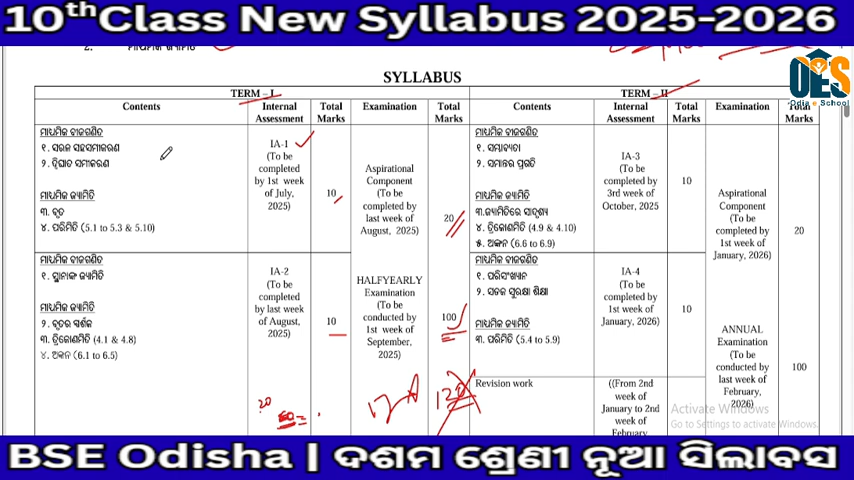 10thClass New Syllabus 2025-2026
2. ମାଧ୍ୟମିକ ଜ୍ୟାମିତି
OES
Odia e School
SYLLABUS
TERM – I
TERM – II
Contents
Internal Assessment
Total Marks
Examination
Total Marks
Contents
Internal Assessment
Total Marks
Examination
Total Marks
ମାଧ୍ୟମିକ ବୀଜଗଣିତ
୧. ସରଳ ସହସମୀକରଣ
୨. ଦ୍ୱିଘାତ ସମୀକରଣ
ମାଧ୍ୟମିକ ଜ୍ୟାମିତି
୩. ବୃତ୍ତ
୪. ପରିମିତି (5.1 to 5.3 & 5.10)
IA-1
(To be
completed
by 1st week
of July,
2025)
10
Aspirational
Component
(To be
completed by
last week of
August, 2025)
20
ମାଧ୍ୟମିକ ବୀଜଗଣିତ
୧. ସମ୍ଭାବ୍ୟତା
୨. ସମାନ୍ତର ପ୍ରଗତି
ମାଧ୍ୟମିକ ଜ୍ୟାମିତି
୩.ଜ୍ୟାମିତିରେ ସାଦୃଶ୍ୟ
୪. ତ୍ରିକୋଣମିତି (4.9 & 4.10)
୫. ଅଙ୍କନ (6.6 to 6.9)
IA-3
(To be
completed by
3rd week of
October, 2025
10
Aspirational
Component
(To be
completed by
1st week of
January, 2026)
20
ମାଧ୍ୟମିକ ବୀଜଗଣିତ
୧. ସ୍ଥାନାଙ୍କ ଜ୍ୟାମିତି
ମାଧ୍ୟମିକ ଜ୍ୟାମିତି
୨. ବୃତ୍ତର ସ୍ପର୍ଶକ
୩. ତ୍ରିକୋଣମିତି (4.1 & 4.8)
୪. ଅଙ୍କନ (6.1 to 6.5)
IA-2
(To be
completed
by last week
of August,
2025)
10
HALFYEARLY
Examination
(To be
conducted by
1st week of
September,
2025)
100
ମାଧ୍ୟମିକ ବୀଜଗଣିତ
୧. ପରିସଂଖ୍ୟାନ
୨. ସଡକ ସୁରକ୍ଷା ଶିକ୍ଷା
ମାଧ୍ୟମିକ ଜ୍ୟାମିତି
୩. ପରିମିତି (5.4 to 5.9)
IA-4
(To be
completed by
1st week of
January, 2026)
10
ANNUAL
Examination
(To be
conducted by
last week of
February,
2026)
100
Revision work
((From 2nd
week of
January to 2nd
week of
February
20
120
Activate Windows
Go to Settings to activate Windows.
BSE Odisha | ଦଶମ ଶ୍ରେଣୀ ନୂଆ ସିଲାବସ